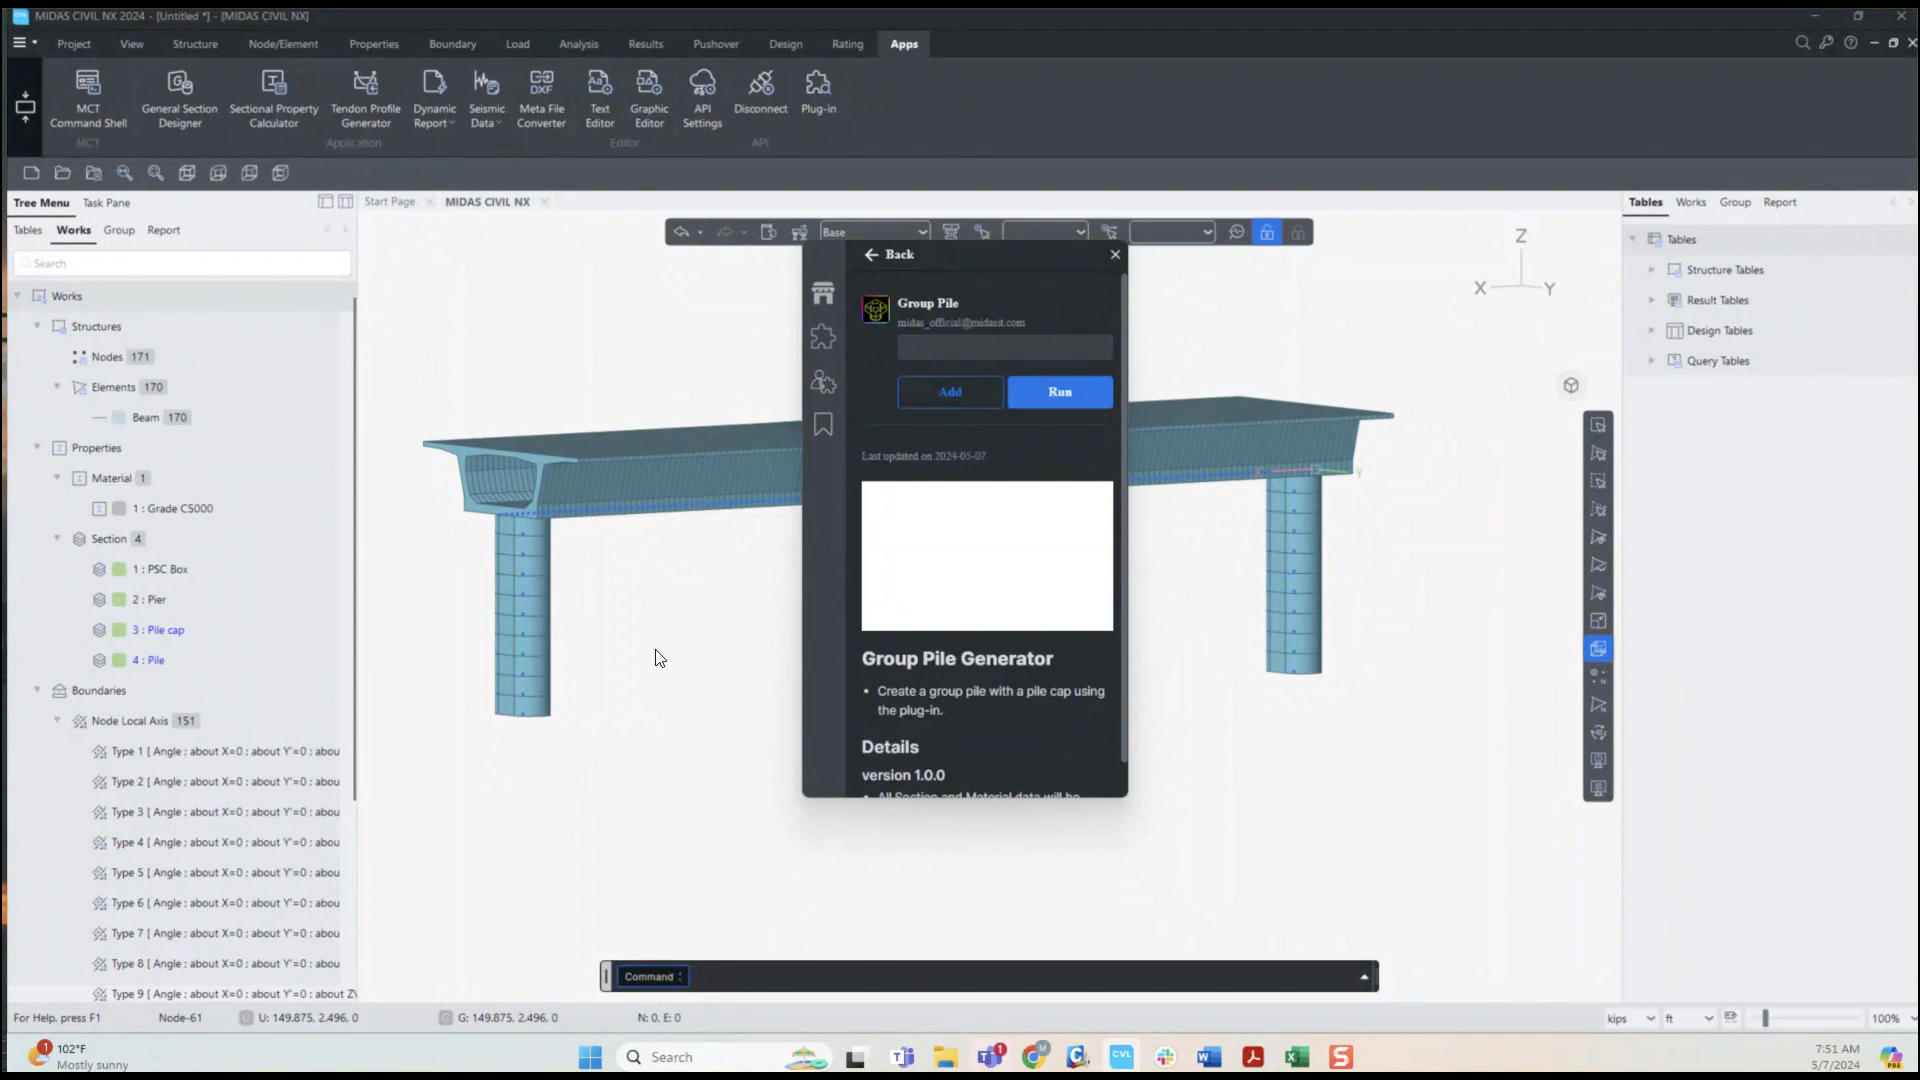 MIDAS CIVIL NX 2024 - [Untitled *] - [MIDAS CIVIL NX]
Project View Structure Node/Element Properties Boundary Load Analysis Results Pushover Design Rating Apps
MCT Command Shell
General Section Designer
Sectional Property Calculator
Tendon Profile Generator
Dynamic Report
Seismic Data
Meta File Converter
Text Editor
Graphic Editor
API Settings
Disconnect
Plug-in
MCT Application Editor API
Tree Menu Task Pane
Start Page MIDAS CIVIL NX
Tables Works Group Report
Search
Works
Structures
Nodes 171
Elements 170
Beam 170
Properties
Material 1
1 : Grade C5000
Section 4
1 : PSC Box
2 : Pier
3 : Pile cap
4 : Pile
Boundaries
Node Local Axis 151
Type 1 [ Angle ; about X=0 ; about Y'=0 ; abou
Type 2 [ Angle ; about X=0 ; about Y'=0 ; abou
Type 3 [ Angle ; about X=0 ; about Y'=0 ; abou
Type 4 [ Angle ; about X=0 ; about Y'=0 ; abou
Type 5 [ Angle ; about X=0 ; about Y'=0 ; abou
Type 6 [ Angle ; about X=0 ; about Y'=0 ; abou
Type 7 [ Angle ; about X=0 ; about Y'=0 ; abou
Type 8 [ Angle ; about X=0 ; about Y'=0 ; abou
Type 9 [ Angle ; about X=0 ; about Y'=0 ; about Z\
Base
Back
Group Pile
midas_official@midasit.com
Add Run
Last updated on 2024-05-07
Group Pile Generator
• Create a group pile with a pile cap using
the plug-in.
Details
version 1.0.0
• All Section and Material data will be
Z
X Y
X Y
Tables Works Group Report
Tables
Structure Tables
Result Tables
Design Tables
Query Tables
Command :
For Help, press F1 Node-61 U: 149.875, 2.496, 0 G: 149.875, 2.496, 0 N: 0, E: 0 kips ft 100%
1
102°F
Mostly sunny
Search
1
M
CVL
7:51 AM
5/7/2024
PRE